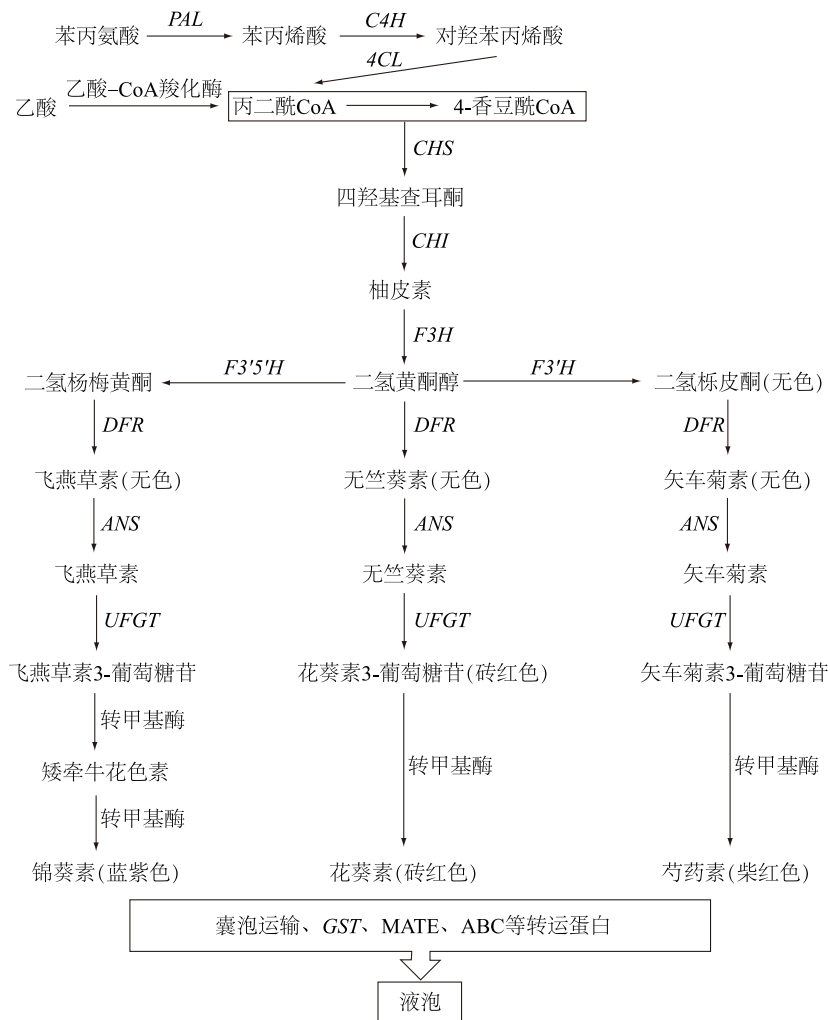 苯丙氨酸 PAL 苯丙烯酸 C4H 对羟苯丙烯酸
4CL
乙酸 乙酸–CoA羧化酶 丙二酰CoA 4-香豆酰CoA
CHS
四羟基查耳酮
CHI
柚皮素
F3H
二氢杨梅黄酮 F3′5′H 二氢黄酮醇 F3′H 二氢栎皮酮(无色)
DFR DFR DFR
飞燕草素(无色) 无竺葵素(无色) 矢车菊素(无色)
ANS ANS ANS
飞燕草素 无竺葵素 矢车菊素
UFGT UFGT UFGT
飞燕草素3-葡萄糖苷 花葵素3-葡萄糖苷(砖红色) 矢车菊素3-葡萄糖苷
转甲基酶
矮牵牛花色素 转甲基酶 转甲基酶
转甲基酶
锦葵素(蓝紫色) 花葵素(砖红色) 芍药素(柴红色)
囊泡运输、GST、MATE、ABC等转运蛋白
液泡